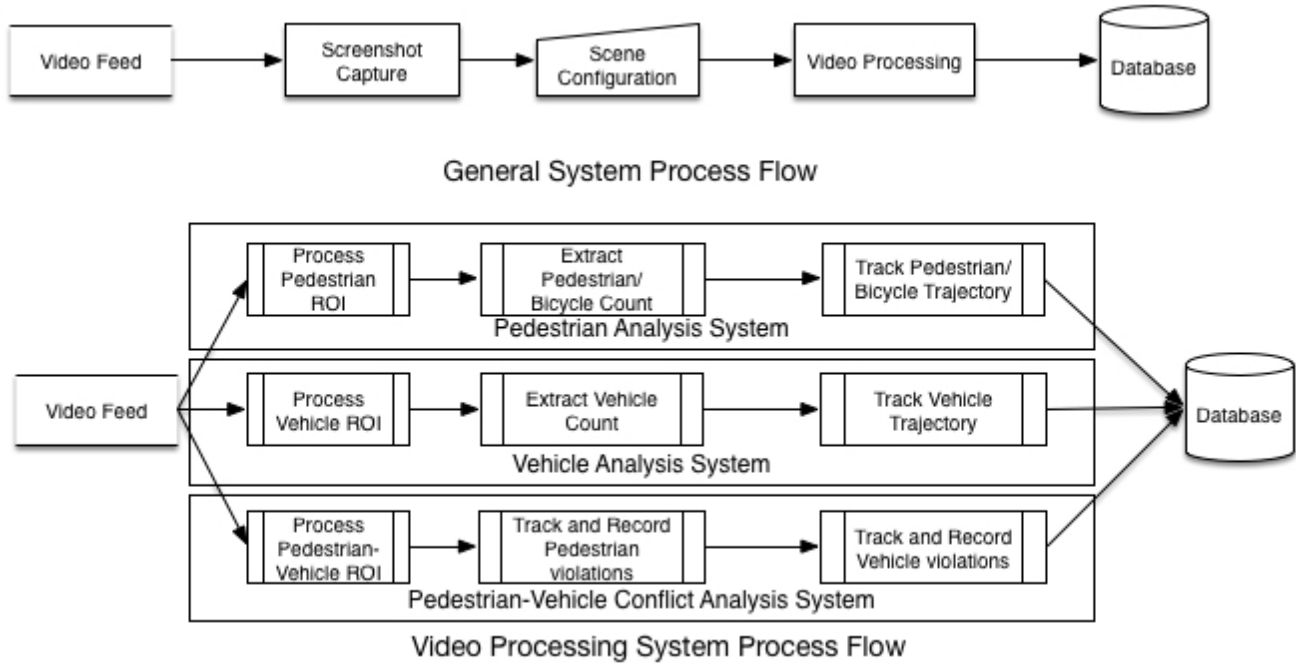 Video Feed
Screenshot
Capture
Scene
Configuration
Video Processing
Database
General System Process Flow
Process
Pedestrian
ROI
Extract
Pedestrian/
Bicycle Count
Track Pedestrian/
Bicycle Trajectory
Pedestrian Analysis System
Video Feed
Process
Vehicle ROI
Extract Vehicle
Count
Track Vehicle
Trajectory
Database
Vehicle Analysis System
Process
Pedestrian-
Vehicle ROI
Track and Record
Pedestrian
violations
Track and Record
Vehicle violations
Pedestrian-Vehicle Conflict Analysis System
Video Processing System Process Flow